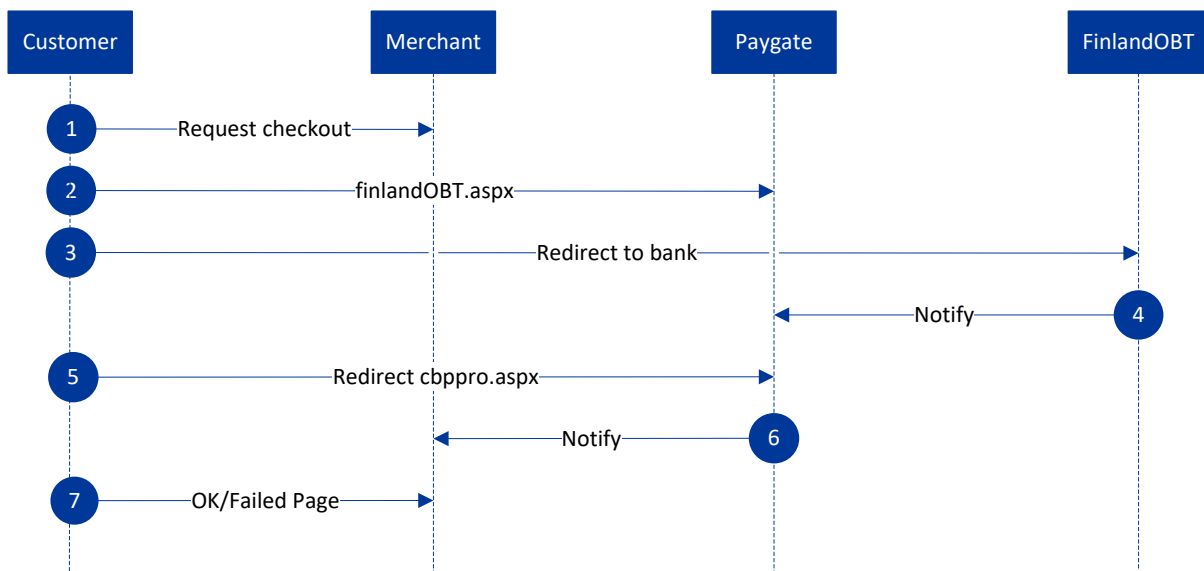 Customer
Merchant
Paygate
FinlandOBT
1
Request checkout
2
finlandOBT.aspx
3
Redirect to bank
Notify
4
5
Redirect cbppro.aspx
Notify
6
7
OK/Failed Page